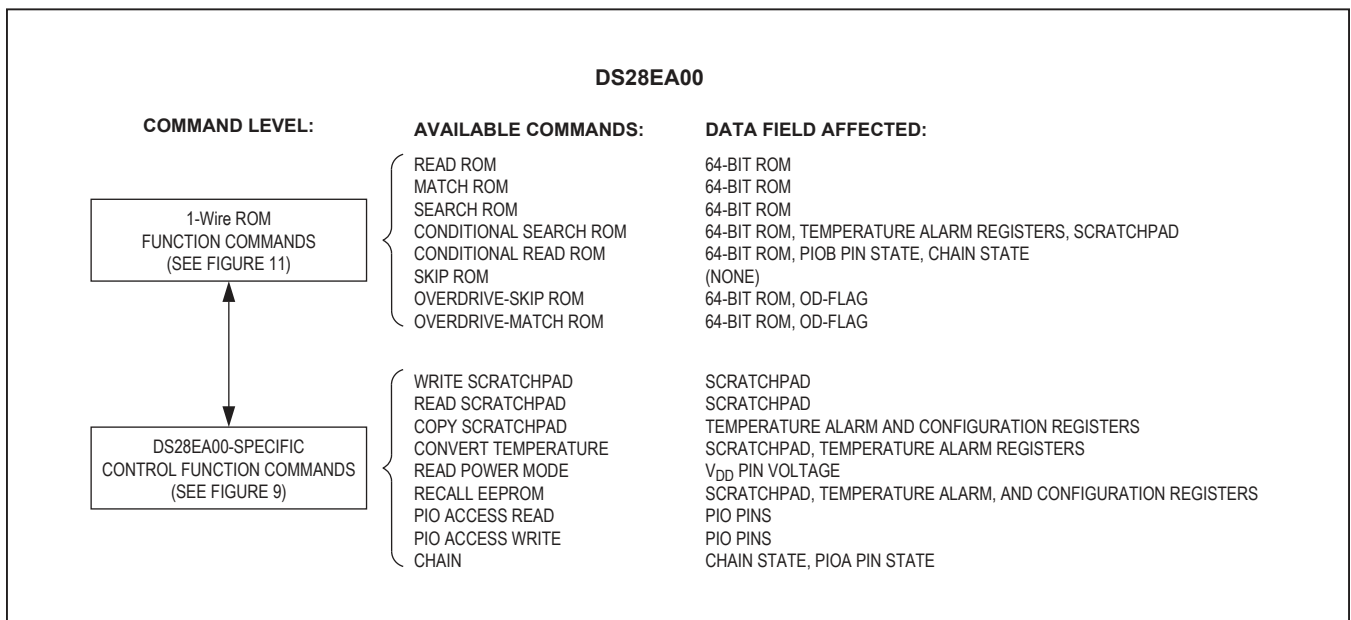 DS28EA00
COMMAND LEVEL: AVAILABLE COMMANDS: DATA FIELD AFFECTED:
1-Wire ROM
FUNCTION COMMANDS
(SEE FIGURE 11)
READ ROM 64-BIT ROM
MATCH ROM 64-BIT ROM
SEARCH ROM 64-BIT ROM
CONDITIONAL SEARCH ROM 64-BIT ROM, TEMPERATURE ALARM REGISTERS, SCRATCHPAD
CONDITIONAL READ ROM 64-BIT ROM, PIOB PIN STATE, CHAIN STATE
SKIP ROM (NONE)
OVERDRIVE-SKIP ROM 64-BIT ROM, OD-FLAG
OVERDRIVE-MATCH ROM 64-BIT ROM, OD-FLAG
DS28EA00-SPECIFIC
CONTROL FUNCTION COMMANDS
(SEE FIGURE 9)
WRITE SCRATCHPAD SCRATCHPAD
READ SCRATCHPAD SCRATCHPAD
COPY SCRATCHPAD TEMPERATURE ALARM AND CONFIGURATION REGISTERS
CONVERT TEMPERATURE SCRATCHPAD, TEMPERATURE ALARM REGISTERS
READ POWER MODE VDD PIN VOLTAGE
RECALL EEPROM SCRATCHPAD, TEMPERATURE ALARM, AND CONFIGURATION REGISTERS
PIO ACCESS READ PIO PINS
PIO ACCESS WRITE PIO PINS
CHAIN CHAIN STATE, PIOA PIN STATE